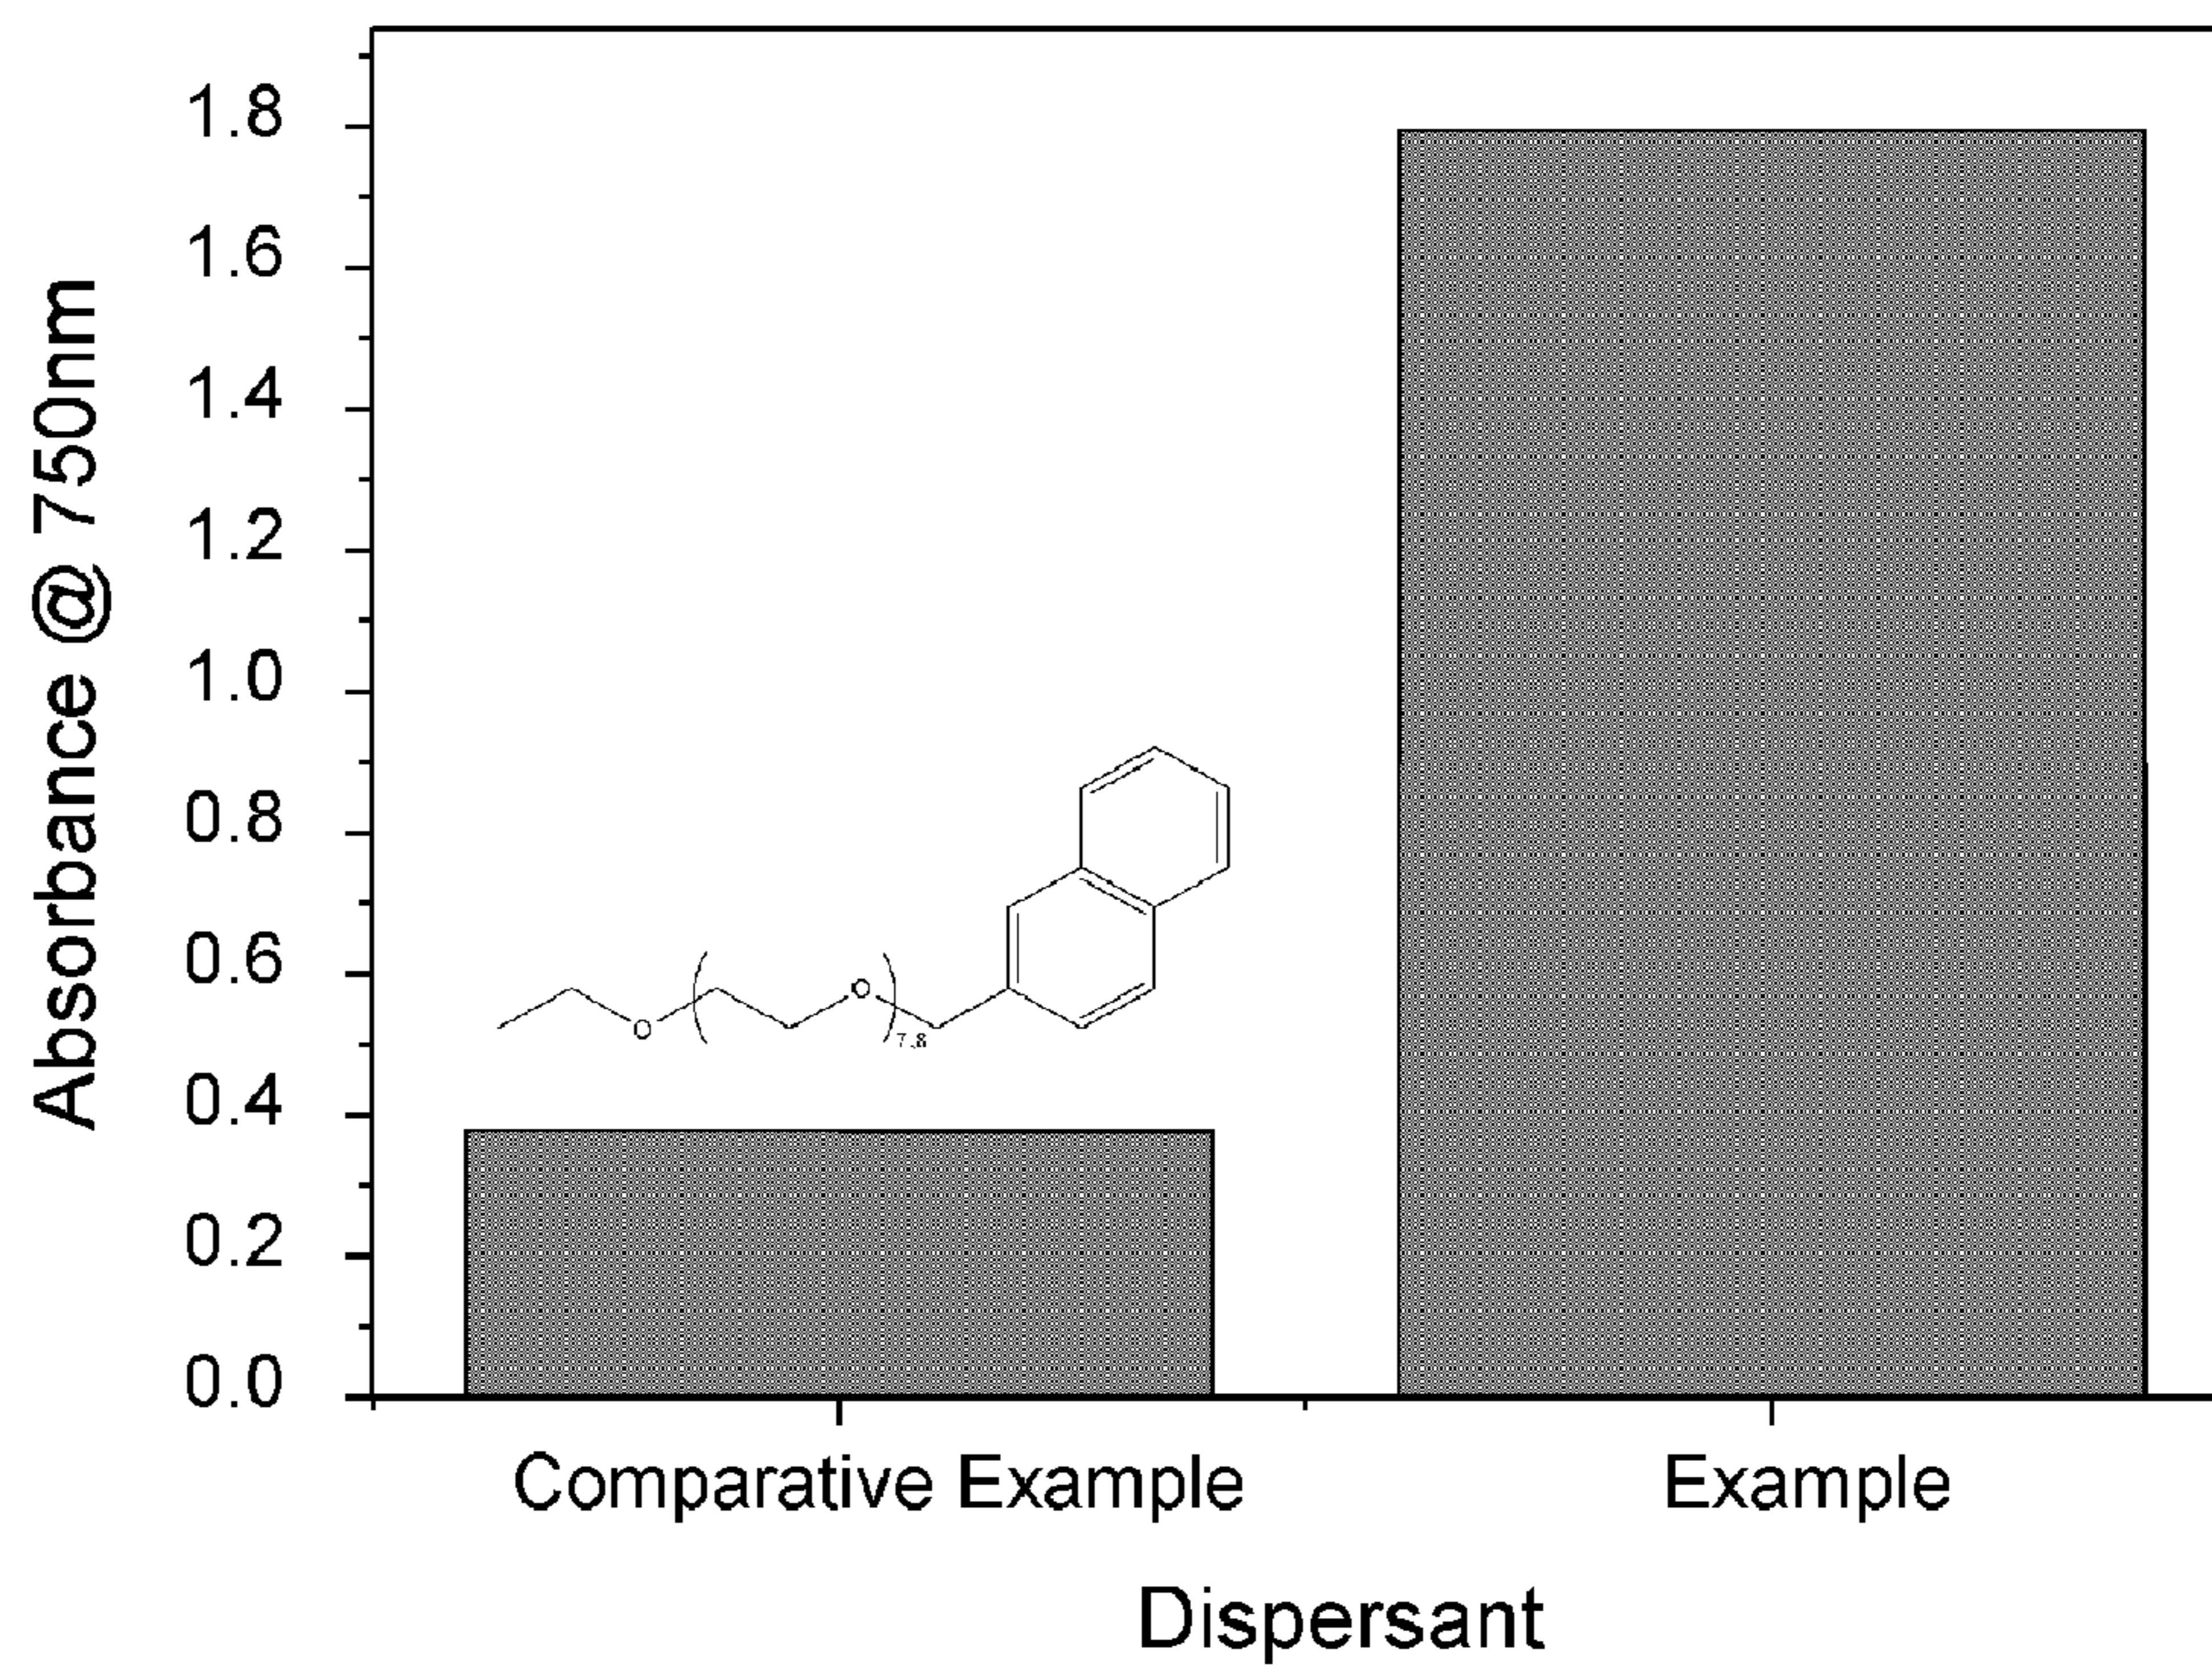 Absorbance @ 750nm
1.8
1.6
1.4
1.2
1.0
0.8
0.6
0.4
0.2
0.0
O
O
7.8
Comparative Example
Example
Dispersant